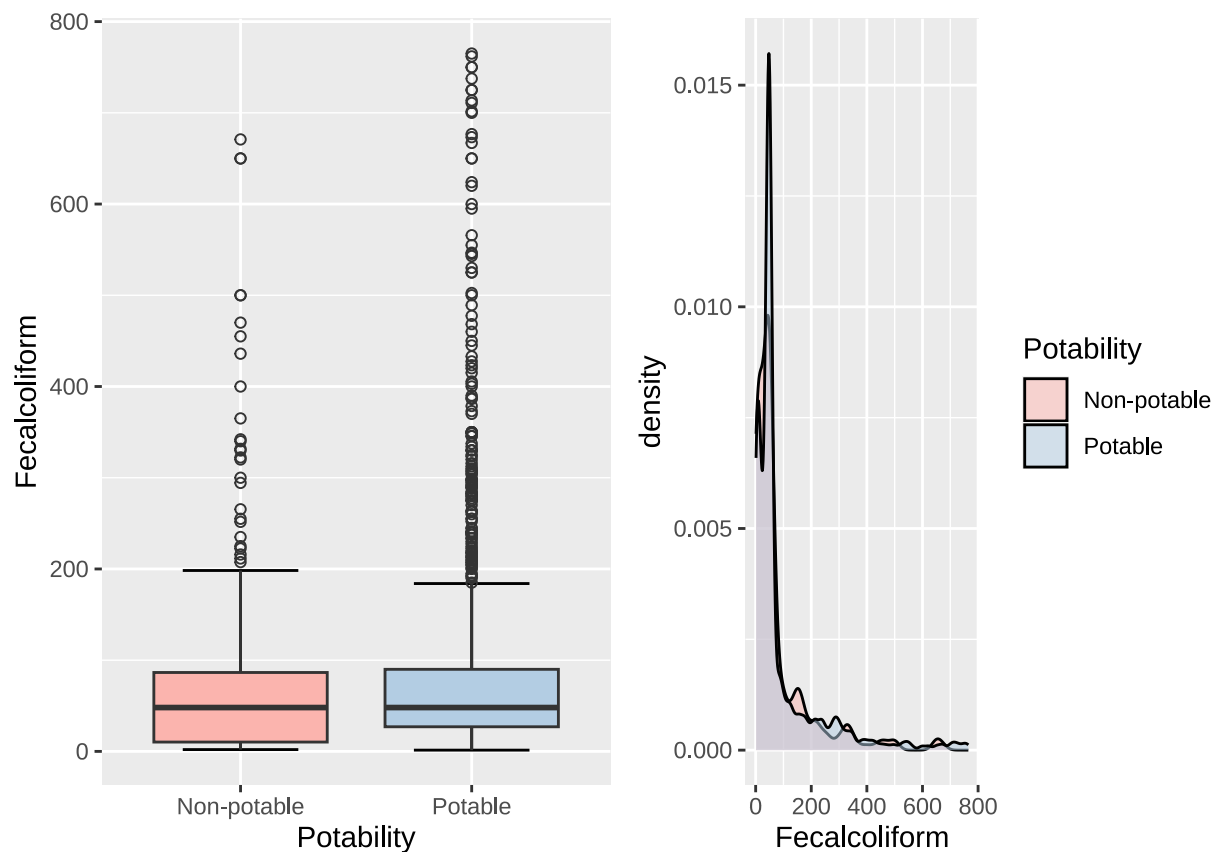 800
600
400
200
0
Fecalcoliform
Non-potable
Potable
Potability
0.015
0.010
0.005
0.000
density
0 200 400 600 800
Fecalcoliform
Potability
Non-potable
Potable